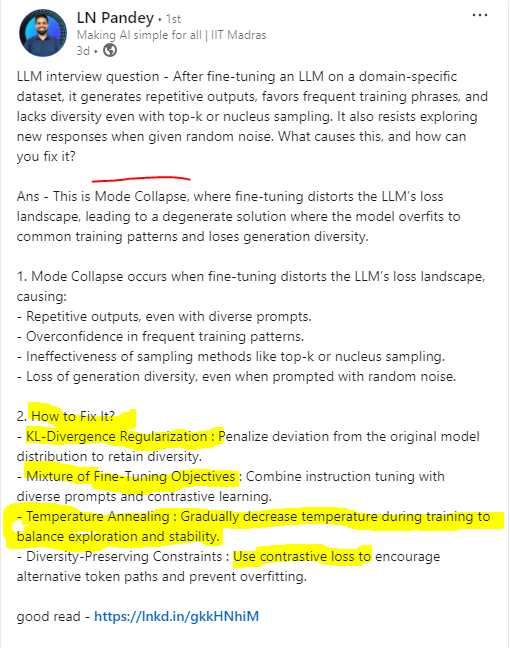 LN Pandey • 1st
Making AI simple for all | IIT Madras
3d •
LLM interview question - After fine-tuning an LLM on a domain-specific
dataset, it generates repetitive outputs, favors frequent training phrases, and
lacks diversity even with top-k or nucleus sampling. It also resists exploring
new responses when given random noise. What causes this, and how can
you fix it?
Ans - This is Mode Collapse, where fine-tuning distorts the LLM's loss
landscape, leading to a degenerate solution where the model overfits to
common training patterns and loses generation diversity.
1. Mode Collapse occurs when fine-tuning distorts the LLM's loss landscape,
causing:
- Repetitive outputs, even with diverse prompts.
- Overconfidence in frequent training patterns.
- Ineffectiveness of sampling methods like top-k or nucleus sampling.
- Loss of generation diversity, even when prompted with random noise.
2. How to Fix It?
- KL-Divergence Regularization : Penalize deviation from the original model
distribution to retain diversity.
- Mixture of Fine-Tuning Objectives : Combine instruction tuning with
diverse prompts and contrastive learning.
- Temperature Annealing : Gradually decrease temperature during training to
balance exploration and stability.
- Diversity-Preserving Constraints : Use contrastive loss to encourage
alternative token paths and prevent overfitting.
good read - https://lnkd.in/gkkHNhiM